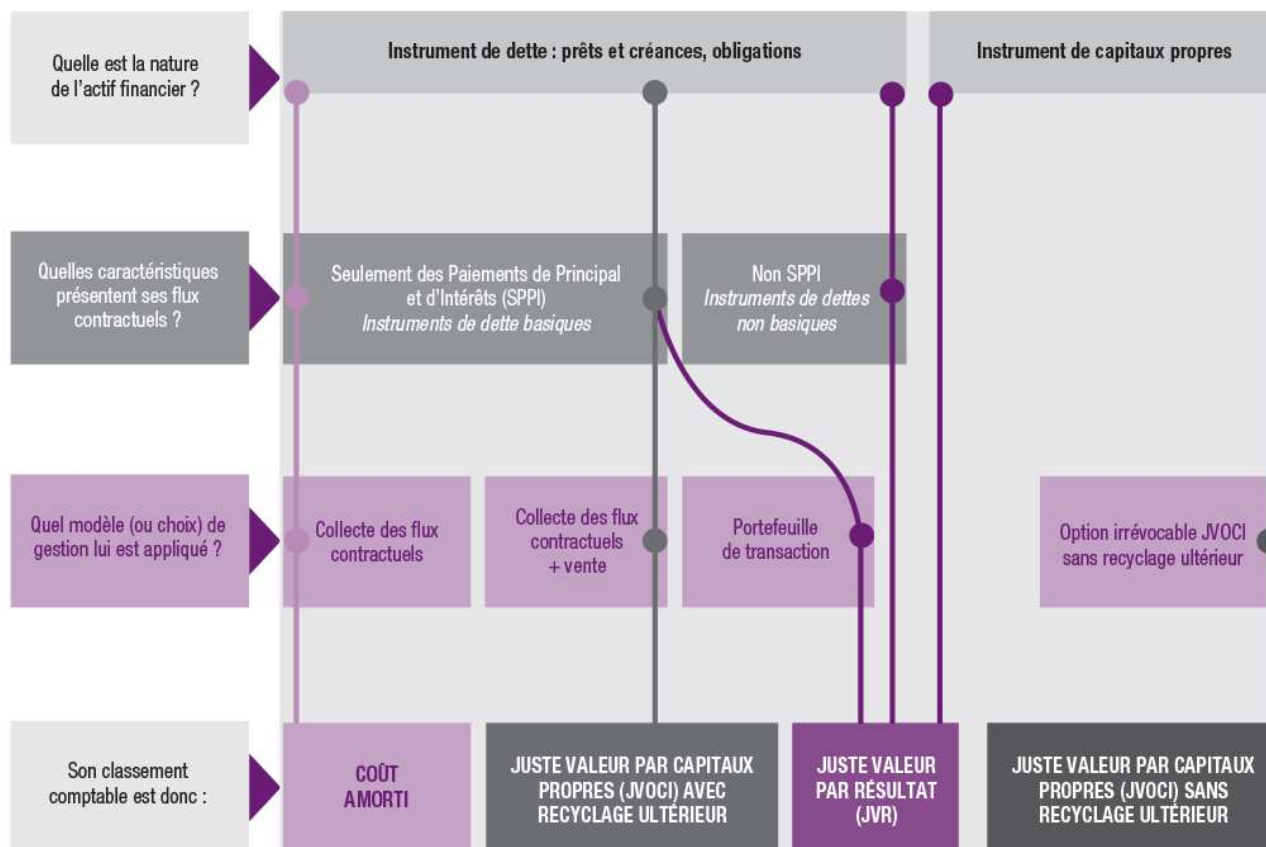 Quelle est la nature
de l'actif financier ?
Instrument de dette : prêts et créances, obligations
Instrument de capitaux propres
Quelles caractéristiques
présentent ses flux
contractuels ?
Seulement des Paiements de Principal
et d'Intérêts (SPPI)
Instruments de dette basiques
Non SPPI
Instruments de dettes
non basiques
Quel modèle (ou choix) de
gestion lui est appliqué ?
Collecte des flux
contractuels
Collecte des flux
contractuels
+ vente
Portefeuille
de transaction
Option irrévocable JVOCI
sans recyclage ultérieur
Son classement
comptable est donc :
COÛT
AMORTI
JUSTE VALEUR PAR CAPITAUX
PROPRES (JVOCI) AVEC
RECYCLAGE ULTÉRIEUR
JUSTE VALEUR
PAR RÉSULTAT
(JVR)
JUSTE VALEUR PAR CAPITAUX
PROPRES (JVOCI) SANS
RECYCLAGE ULTÉRIEUR